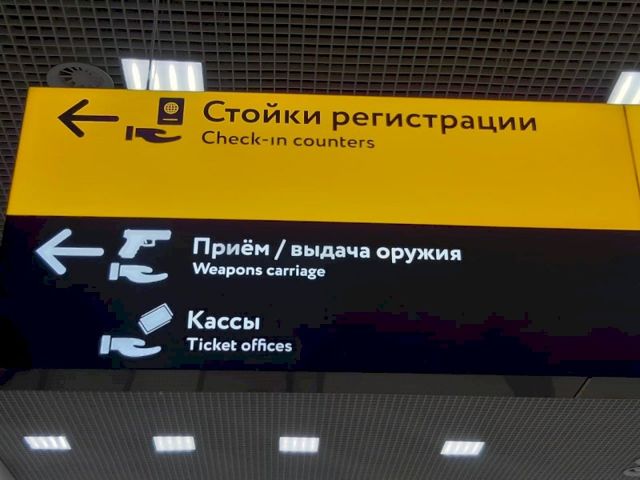 Стойки регистрации
Check-in counters
Приём / выдача оружия
Weapons carriage
Кассы
Ticket offices